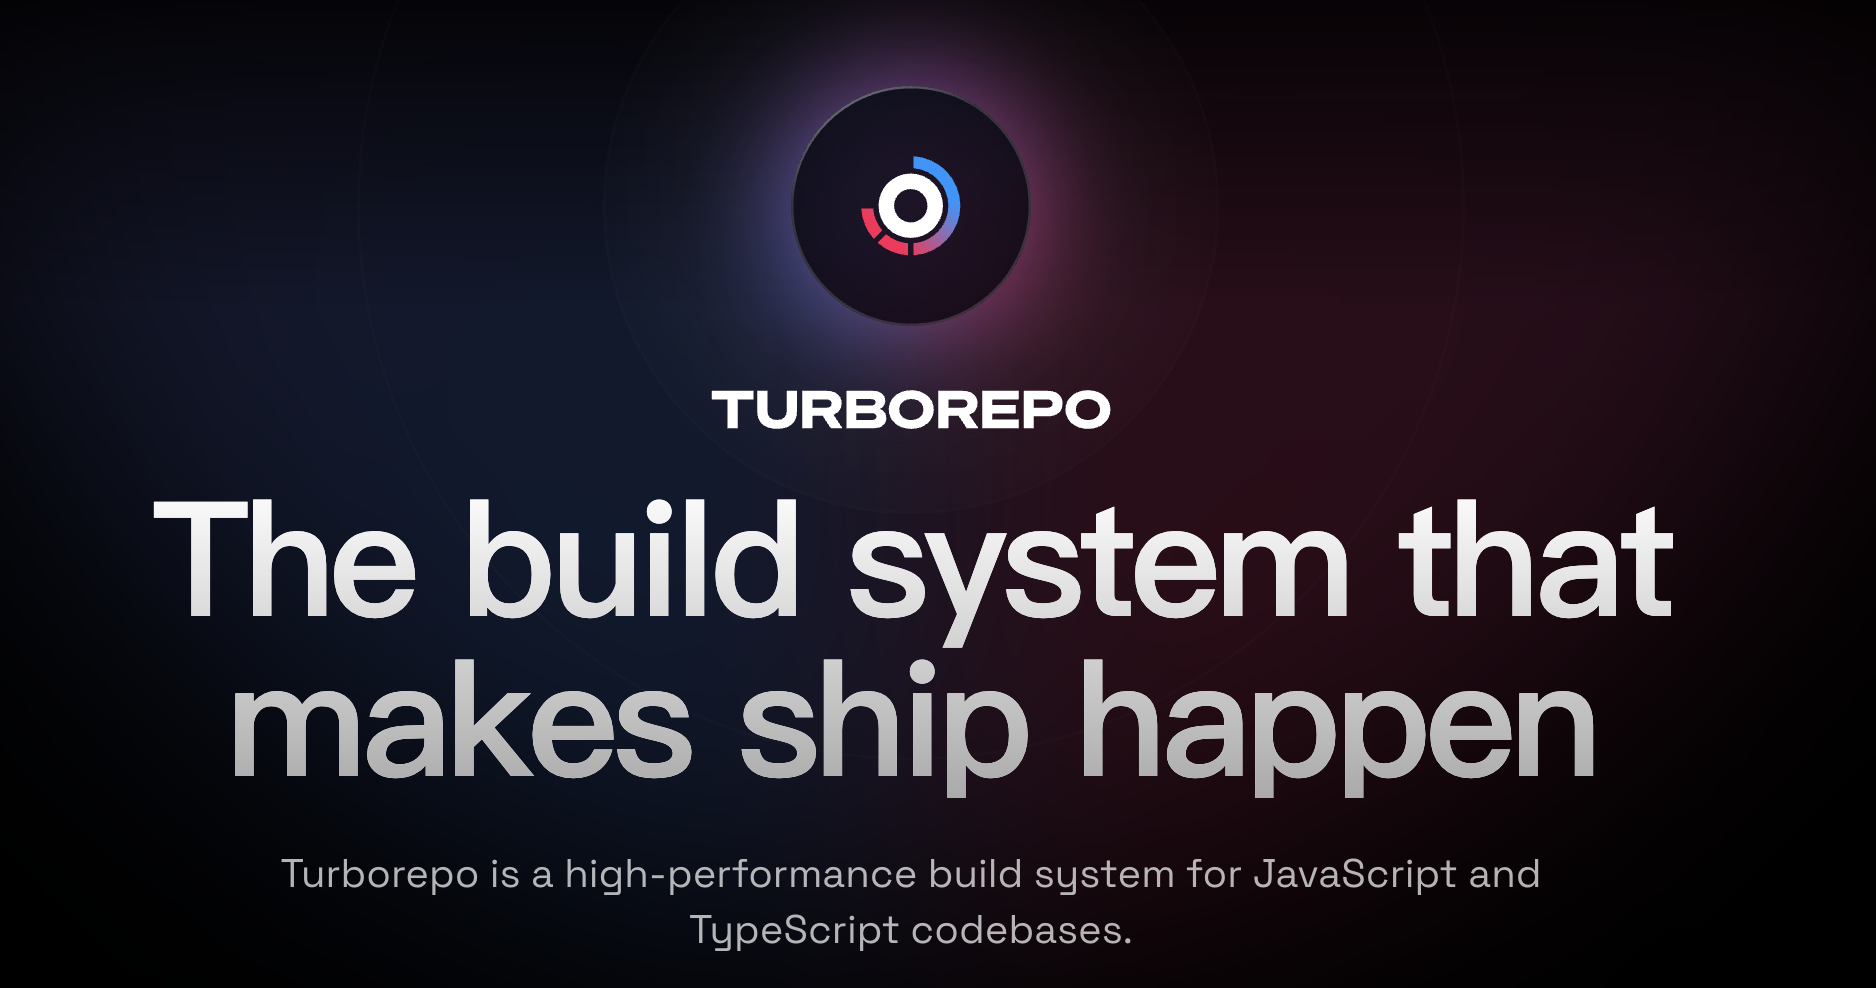 TURBOREPO
The build system that
makes ship happen
Turborepo is a high-performance build system for JavaScript and
TypeScript codebases.